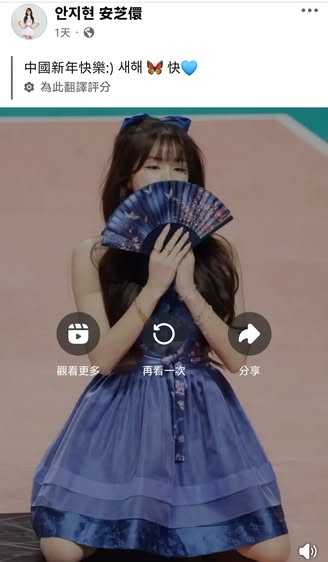 안지현 安芝儇
1天 ·
中國新年快樂:) 새해 🦋 快💙
為此翻譯評分
觀看更多
再看一次
分享